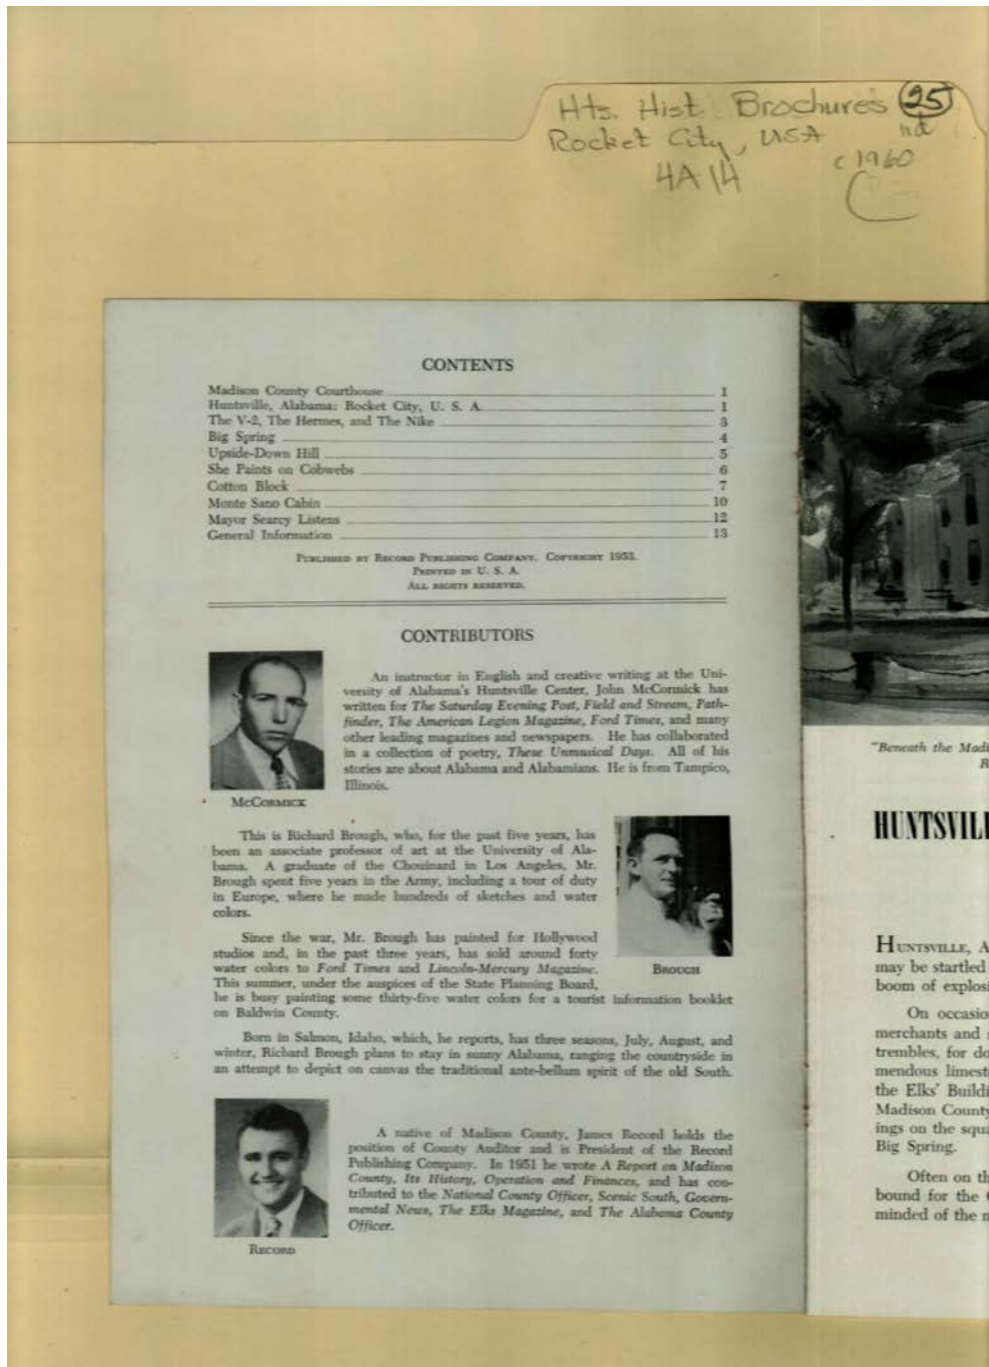 Hts. Hist Brochures 25
Rocket City, USA nd
4A14 c 1960
CONTENTS
Madison County Courthouse 1
Huntsville, Alabama: Rocket City, U. S. A. 1
The V-2, The Hermes, and The Nike 3
Big Spring 4
Upside-Down Hill 5
She Paints on Cobwebs 6
Cotton Block 7
Monte Sano Cabin 10
Mayor Searcy Listens 12
General Information 13
Published by Record Publishing Company. Copyright 1953.
Printed in U. S. A.
All rights reserved.
CONTRIBUTORS
An instructor in English and creative writing at the Uni-
versity of Alabama's Huntsville Center, John McCormick has
written for The Saturday Evening Post, Field and Stream, Path-
finder, The American Legion Magazine, Ford Times, and many
other leading magazines and newspapers. He has collaborated
in a collection of poetry, These Unmusical Days. All of his
stories are about Alabama and Alabamians. He is from Tampico,
Illinois.
McCormick
This is Richard Brough, who, for the past five years, has
been an associate professor of art at the University of Ala-
bama. A graduate of the Chouinard in Los Angeles, Mr.
Brough spent five years in the Army, including a tour of duty
in Europe, where he made hundreds of sketches and water
colors.
Since the war, Mr. Brough has painted for Hollywood
studios and, in the past three years, has sold around forty
water colors to Ford Times and Lincoln-Mercury Magazine.
This summer, under the auspices of the State Planning Board,
he is busy painting some thirty-five water colors for a tourist information booklet
on Baldwin County.
Brough
Born in Salmon, Idaho, which, he reports, has three seasons, July, August, and
winter, Richard Brough plans to stay in sunny Alabama, ranging the countryside in
an attempt to depict on canvas the traditional ante-bellum spirit of the old South.
A native of Madison County, James Record holds the
position of County Auditor and is President of the Record
Publishing Company. In 1951 he wrote A Report on Madison
County, Its History, Operation and Finances, and has con-
tributed to the National County Officer, Scenic South, Govern-
mental News, The Elks Magazine, and The Alabama County
Officer.
Record
"Beneath the Madi
R
HUNTSVILL
Huntsville, A
may be startled
boom of explosi
On occasion
merchants and
trembles, for do
mendous limest
the Elks' Buildi
Madison County
ings on the squa
Big Spring.
Often on th
bound for the
minded of the